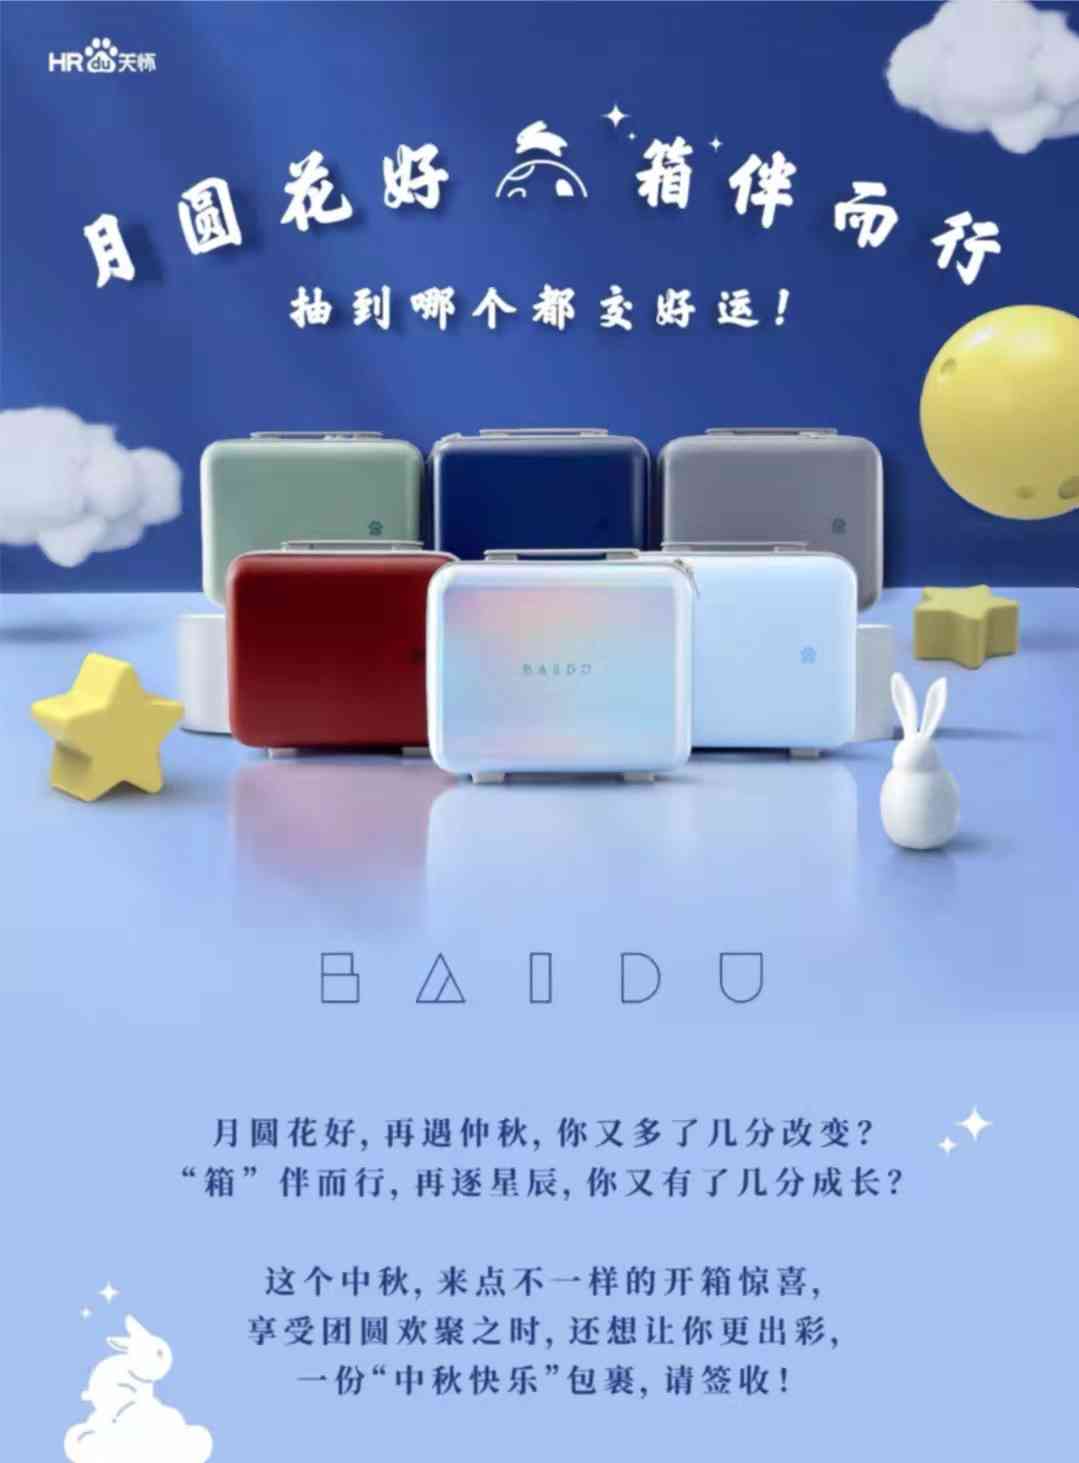 HR du 天怀
月圆花好 箱伴而行
抽到哪个都交好运！
BAIDU
BAIDU
月圆花好，再遇仲秋，你又多了几分改变？
“箱”伴而行，再逐星辰，你又有了几分成长？
这个中秋，来点不一样的开箱惊喜，
享受团圆欢聚之时，还想让你更出彩，
一份“中秋快乐”包裹，请签收！